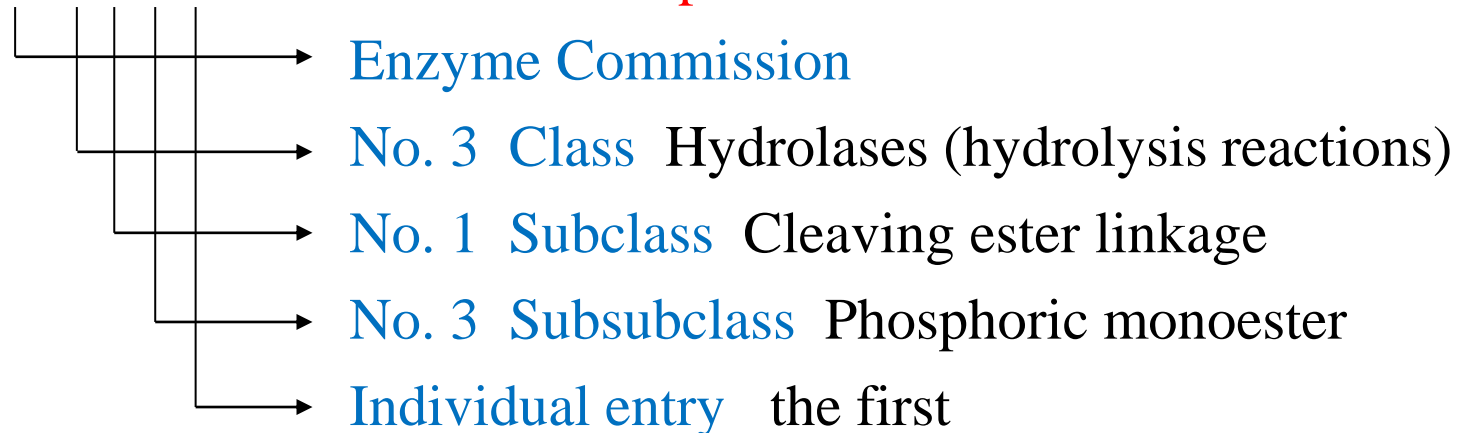 Enzyme Commission
No. 3 Class Hydrolases (hydrolysis reactions)
No. 1 Subclass Cleaving ester linkage
No. 3 Subsubclass Phosphoric monoester
Individual entry the first